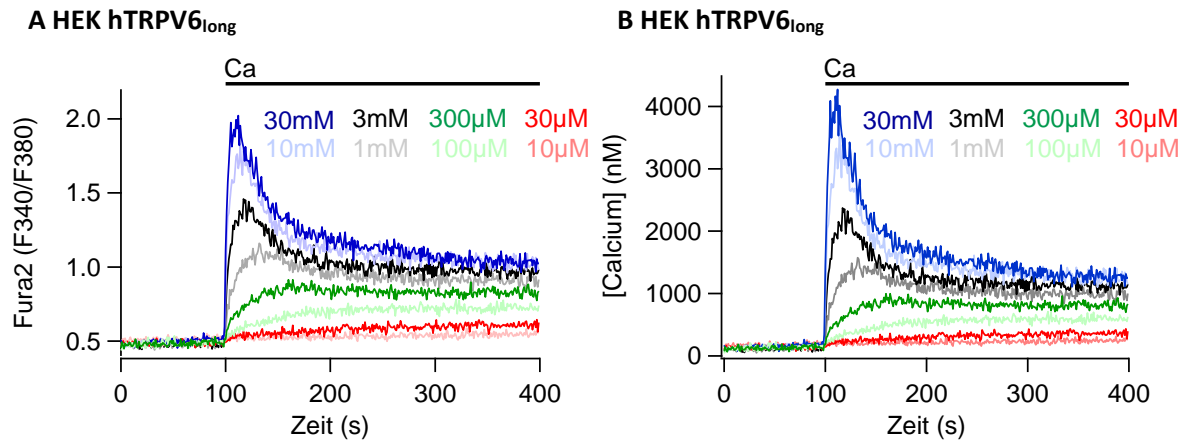 A HEK hTRPV6long
Ca
30mM 3mM 300µM 30µM
10mM 1mM 100µM 10µM
2.0
1.5
1.0
0.5
Fura2 (F340/F380)
0 100 200 300 400
Zeit (s)
B HEK hTRPV6long
Ca
30mM 3mM 300µM 30µM
10mM 1mM 100µM 10µM
4000
3000
2000
1000
0
[Calcium] (nM)
0 100 200 300 400
Zeit (s)